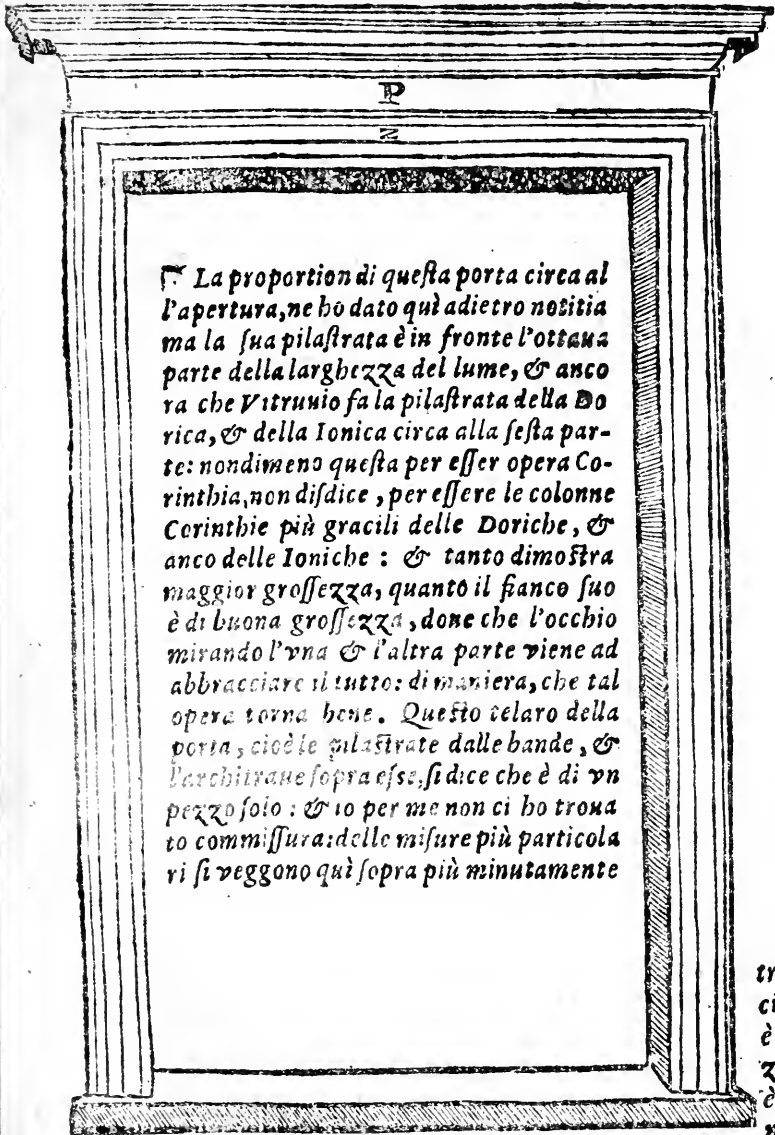 P
N
La proportion di queſta porta circa al
l'apertura, ne ho dato quì adietro notitia
ma la ſua pilaſtrata è in fronte l'ottaua
parte della larghezza del lume, & anco
ra che Vitruuio fa la pilaſtrata della Do
rica, & della Ionica circa alla ſeſta par-
te: nondimeno queſta per eſſer opera Co-
rinthia, non diſdice, per eſſere le colonne
Corinthie più gracili delle Doriche, &
anco delle Ioniche : & tanto dimoſtra
maggior groſſezza, quanto il fianco ſuo
è di buona groſſezza, doue che l'occhio
mirando l'vna & l'altra parte viene ad
abbracciare il tutto: di maniera, che tal
opera torna bene. Queſto telaro della
porta, cioè le pilaſtrate dalle bande, &
l'architraue ſopra eſse, ſi dice che è di vn
pezzo ſolo : & io per me non ci ho troua
to commiſſura: delle miſure più particola
ri ſi veggono quì ſopra più minutamente
tr
ci
è
z
è